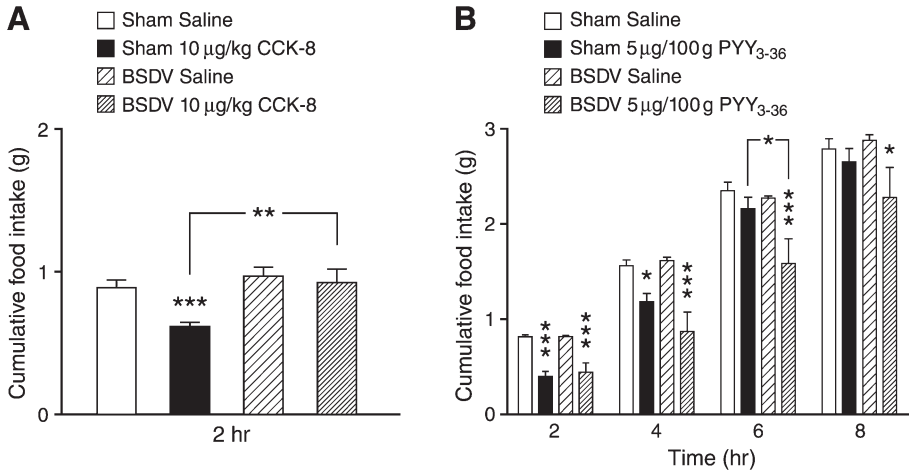 A
Sham Saline
Sham 10 µg/kg CCK-8
BSDV Saline
BSDV 10 µg/kg CCK-8
Cumulative food intake (g)
2
1
0
***
**
2 hr
B
Sham Saline
Sham 5µg/100g PYY3-36
BSDV Saline
BSDV 5µg/100g PYY3-36
Cumulative food intake (g)
3
2
1
0
***
***
*
***
*
***
*
2 4 6 8
Time (hr)